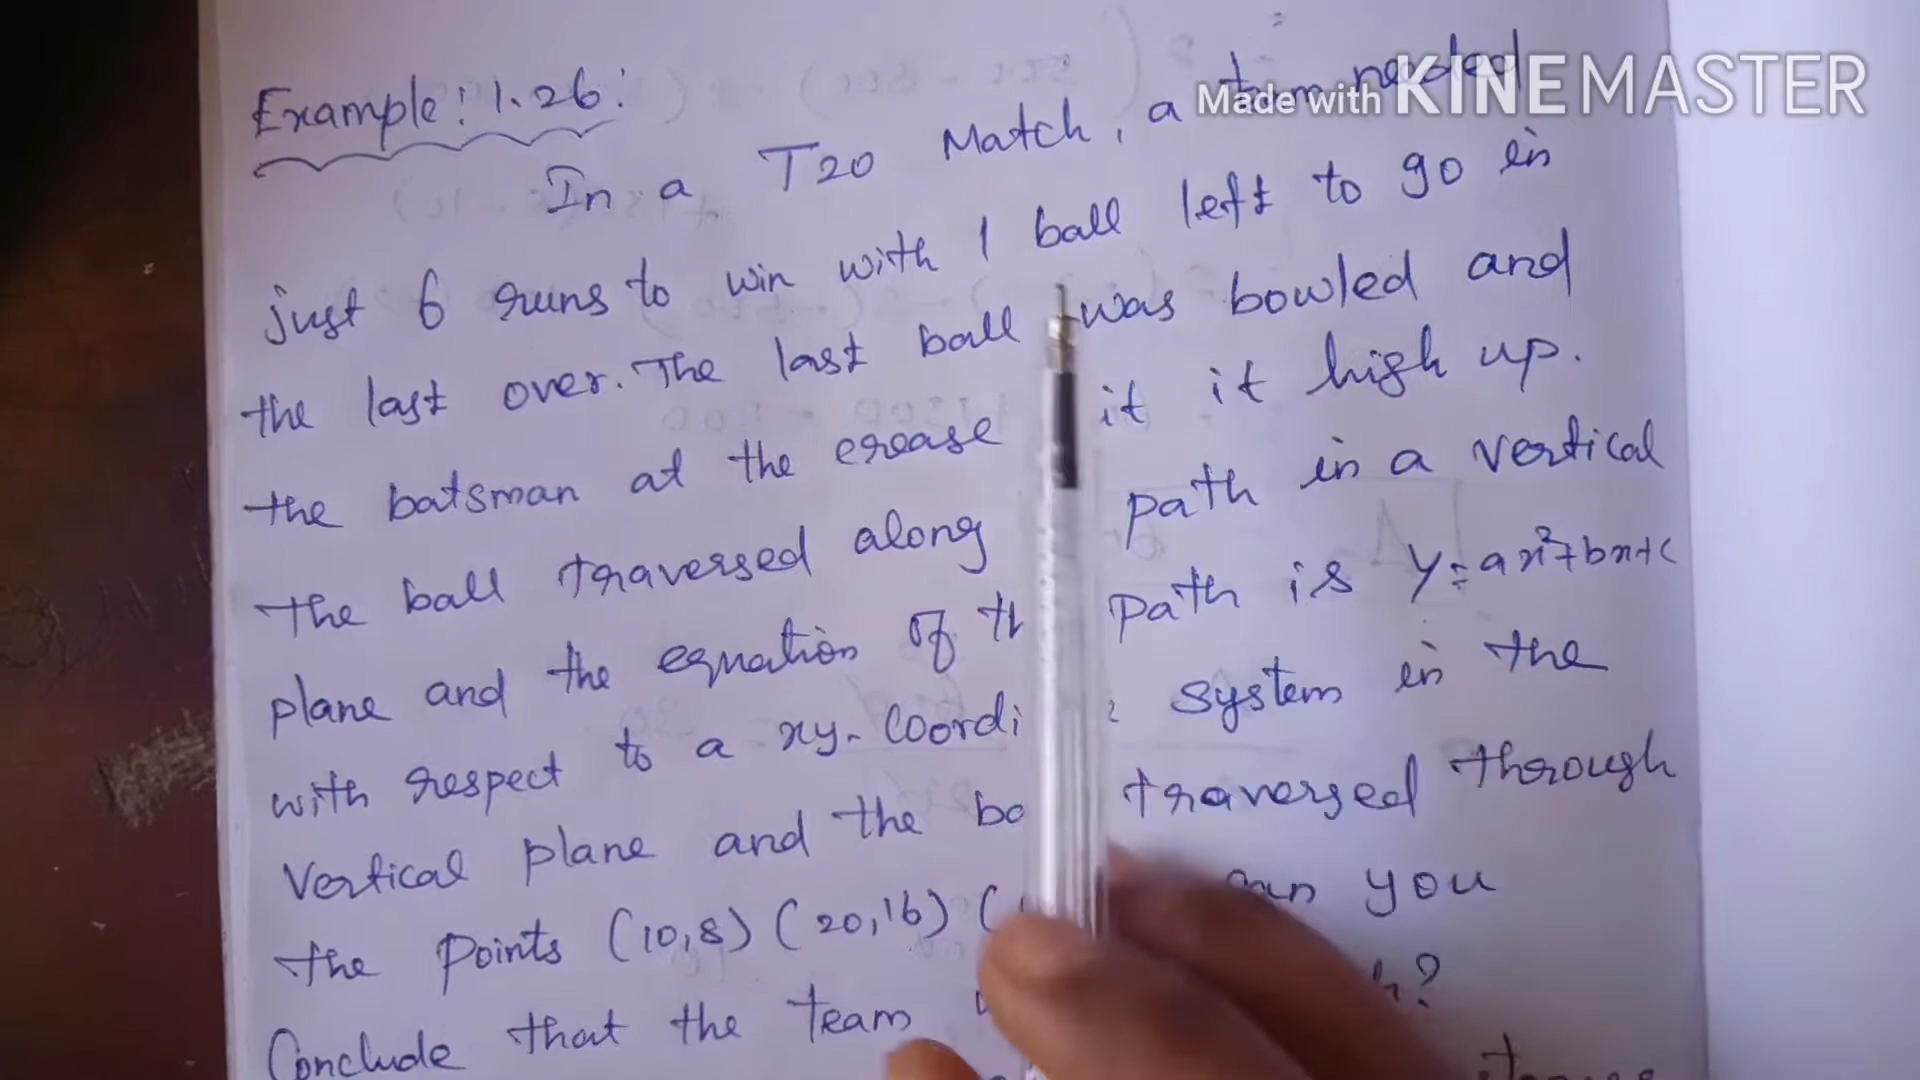 Made with KINEMASTER
Example: 1.26:
In a T20 Match, a team needed
just 6 runs to win with 1 ball left to go in
the last over. The last ball was bowled and
the batsman at the crease it it high up.
The ball traversed along path in a vertical
plane and the equation of th path is y=ax²+bx+c
with respect to a xy-Coordi system in the
Vertical plane and the ba traversed through
the points (10,8) (20,16) ( can you
Conclude that the team h?